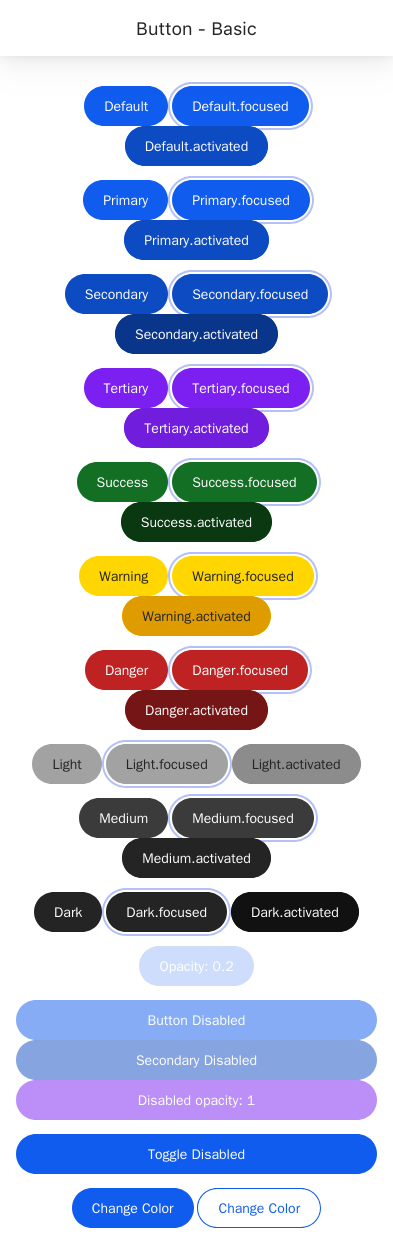 Button - Basic
Default Default.focused
Default.activated
Primary Primary.focused
Primary.activated
Secondary Secondary.focused
Secondary.activated
Tertiary Tertiary.focused
Tertiary.activated
Success Success.focused
Success.activated
Warning Warning.focused
Warning.activated
Danger Danger.focused
Danger.activated
Light Light.focused Light.activated
Medium Medium.focused
Medium.activated
Dark Dark.focused Dark.activated
Opacity: 0.2
Button Disabled
Secondary Disabled
Disabled opacity: 1
Toggle Disabled
Change Color Change Color